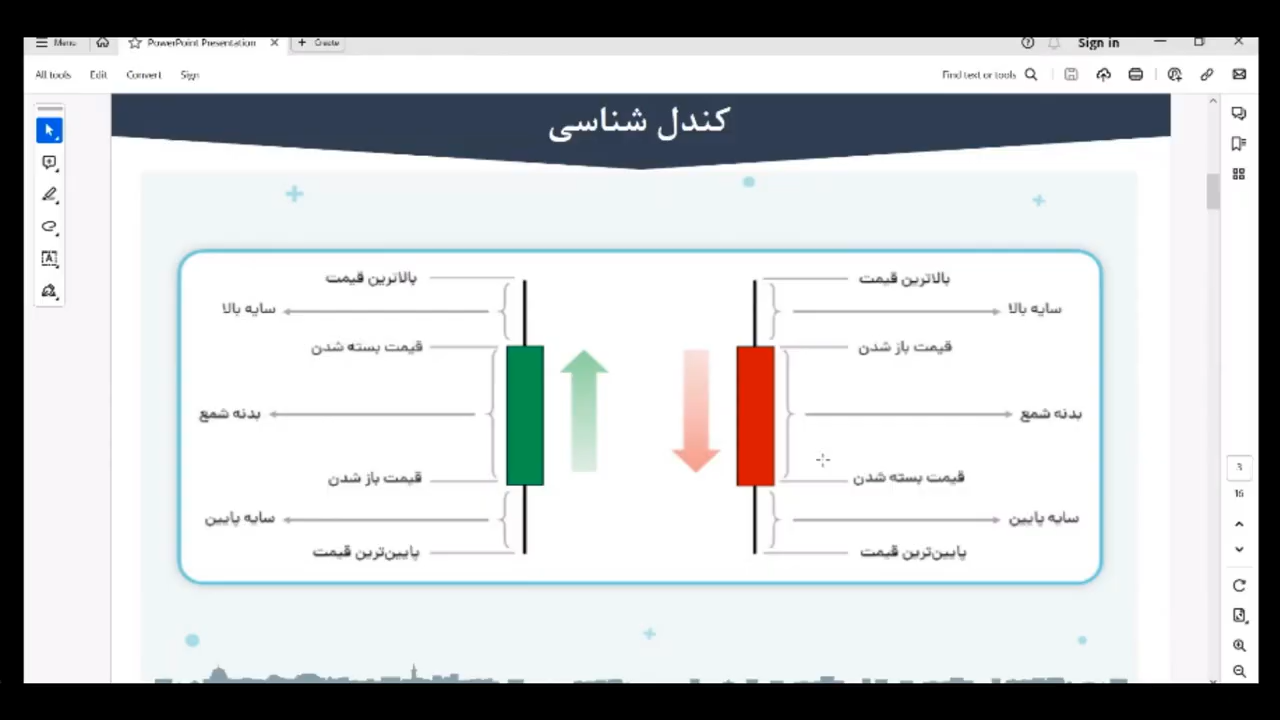 Menu
PowerPoint Presentation
Create
Sign in
All tools
Edit
Convert
Sign
Find text or tools
کندل شناسی
بالاترین قیمت
سایه بالا
قیمت باز شدن
بدنه شمع
قیمت بسته شدن
سایه پایین
پایین‌ترین قیمت
بالاترین قیمت
سایه بالا
قیمت بسته شدن
بدنه شمع
قیمت باز شدن
سایه پایین
پایین‌ترین قیمت
3
16